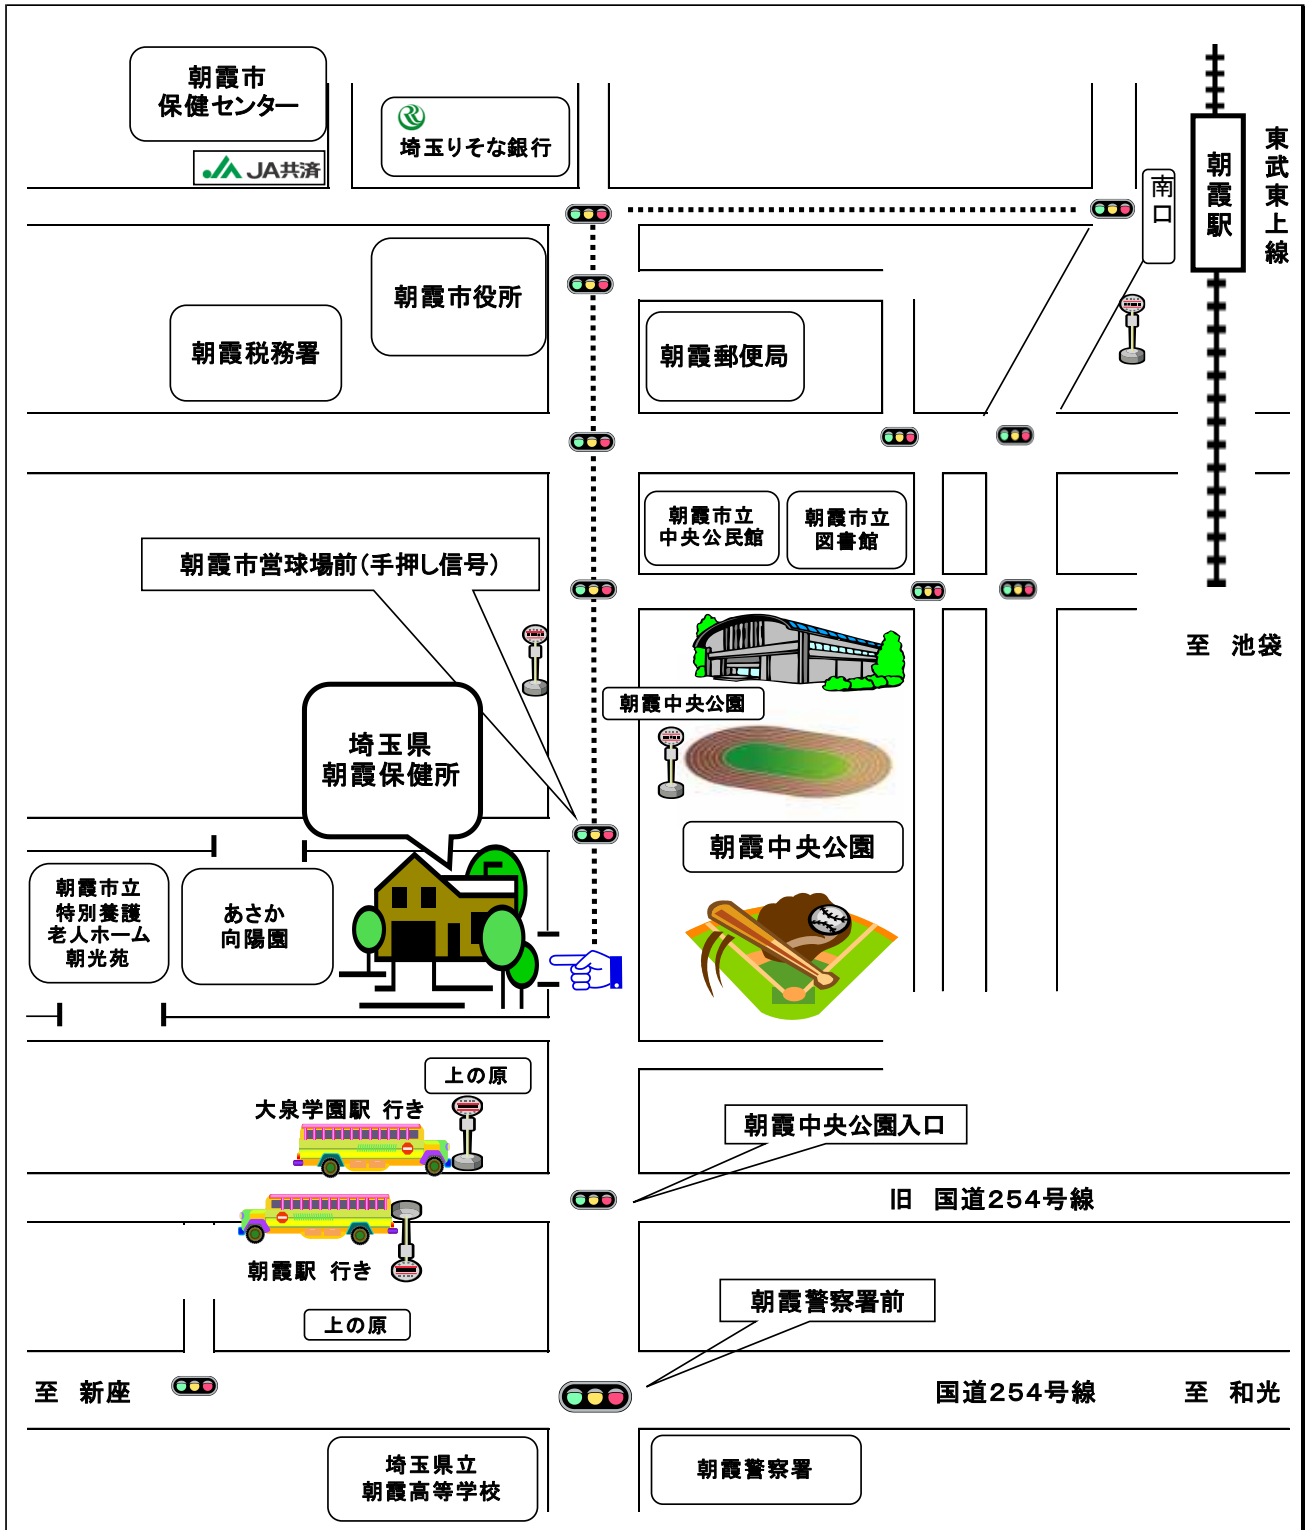 朝霞市
保健センター
JA共済
埼玉りそな銀行
南口
朝霞駅
東武東上線
朝霞市役所
朝霞税務署
朝霞郵便局
朝霞市立
中央公民館
朝霞市立
図書館
朝霞市営球場前(手押し信号)
至 池袋
朝霞中央公園
埼玉県
朝霞保健所
朝霞中央公園
朝霞市立
特別養護
老人ホーム
朝光苑
あさか
向陽園
上の原
大泉学園駅 行き
朝霞中央公園入口
旧 国道254号線
朝霞駅 行き
朝霞警察署前
上の原
至 新座
国道254号線
至 和光
埼玉県立
朝霞高等学校
朝霞警察署